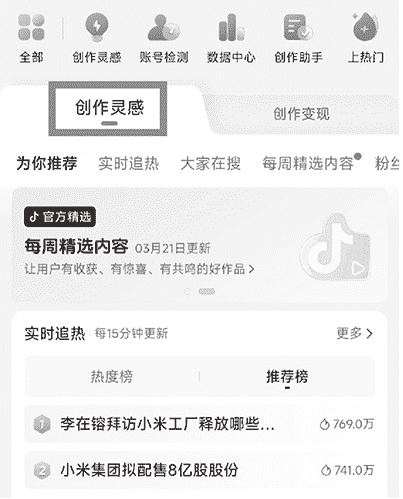 全部 创作灵感 账号检测 数据中心 创作助手 上热门
创作灵感 创作变现
为你推荐 实时追热 大家在搜 每周精选内容 粉丝
官方精选
每周精选内容 03月21日更新
让用户有收获、有惊喜、有共鸣的好作品 >
实时追热 每15分钟更新 更多 >
热度榜 推荐榜
1 李在镕拜访小米工厂释放哪些... 769.0万
2 小米集团拟配售8亿股股份 741.0万